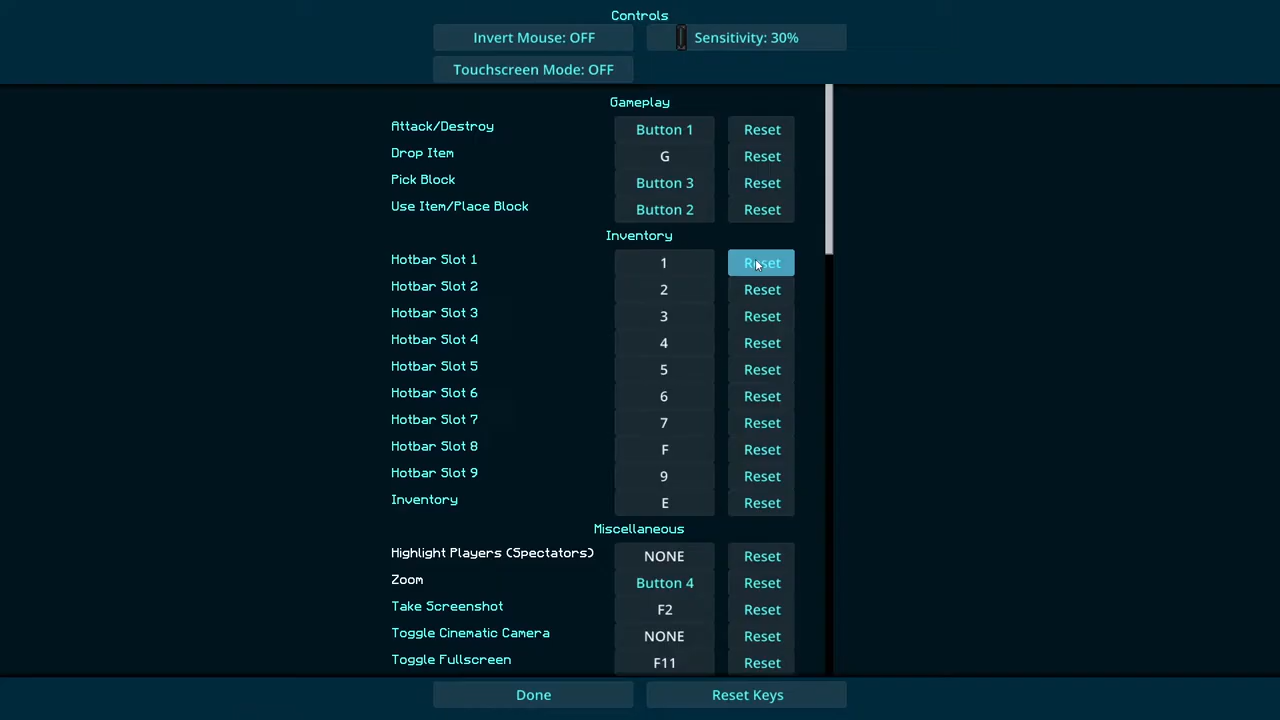 Controls
Invert Mouse: OFF
Sensitivity: 30%
Touchscreen Mode: OFF
Gameplay
Attack/Destroy Button 1 Reset
Drop Item G Reset
Pick Block Button 3 Reset
Use Item/Place Block Button 2 Reset
Inventory
Hotbar Slot 1 1 Reset
Hotbar Slot 2 2 Reset
Hotbar Slot 3 3 Reset
Hotbar Slot 4 4 Reset
Hotbar Slot 5 5 Reset
Hotbar Slot 6 6 Reset
Hotbar Slot 7 7 Reset
Hotbar Slot 8 F Reset
Hotbar Slot 9 9 Reset
Inventory E Reset
Miscellaneous
Highlight Players (Spectators) NONE Reset
Zoom Button 4 Reset
Take Screenshot F2 Reset
Toggle Cinematic Camera NONE Reset
Toggle Fullscreen F11 Reset
Done
Reset Keys